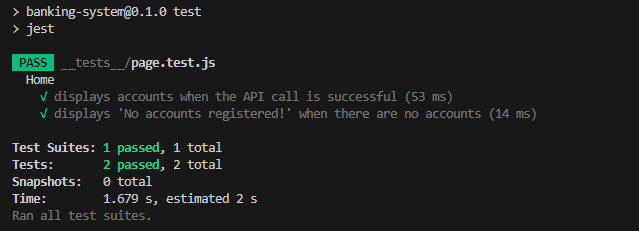 > banking-system@0.1.0 test
> jest
PASS __tests__/page.test.js
Home
√ displays accounts when the API call is successful (53 ms)
√ displays 'No accounts registered!' when there are no accounts (14 ms)
Test Suites: 1 passed, 1 total
Tests: 2 passed, 2 total
Snapshots: 0 total
Time: 1.679 s, estimated 2 s
Ran all test suites.